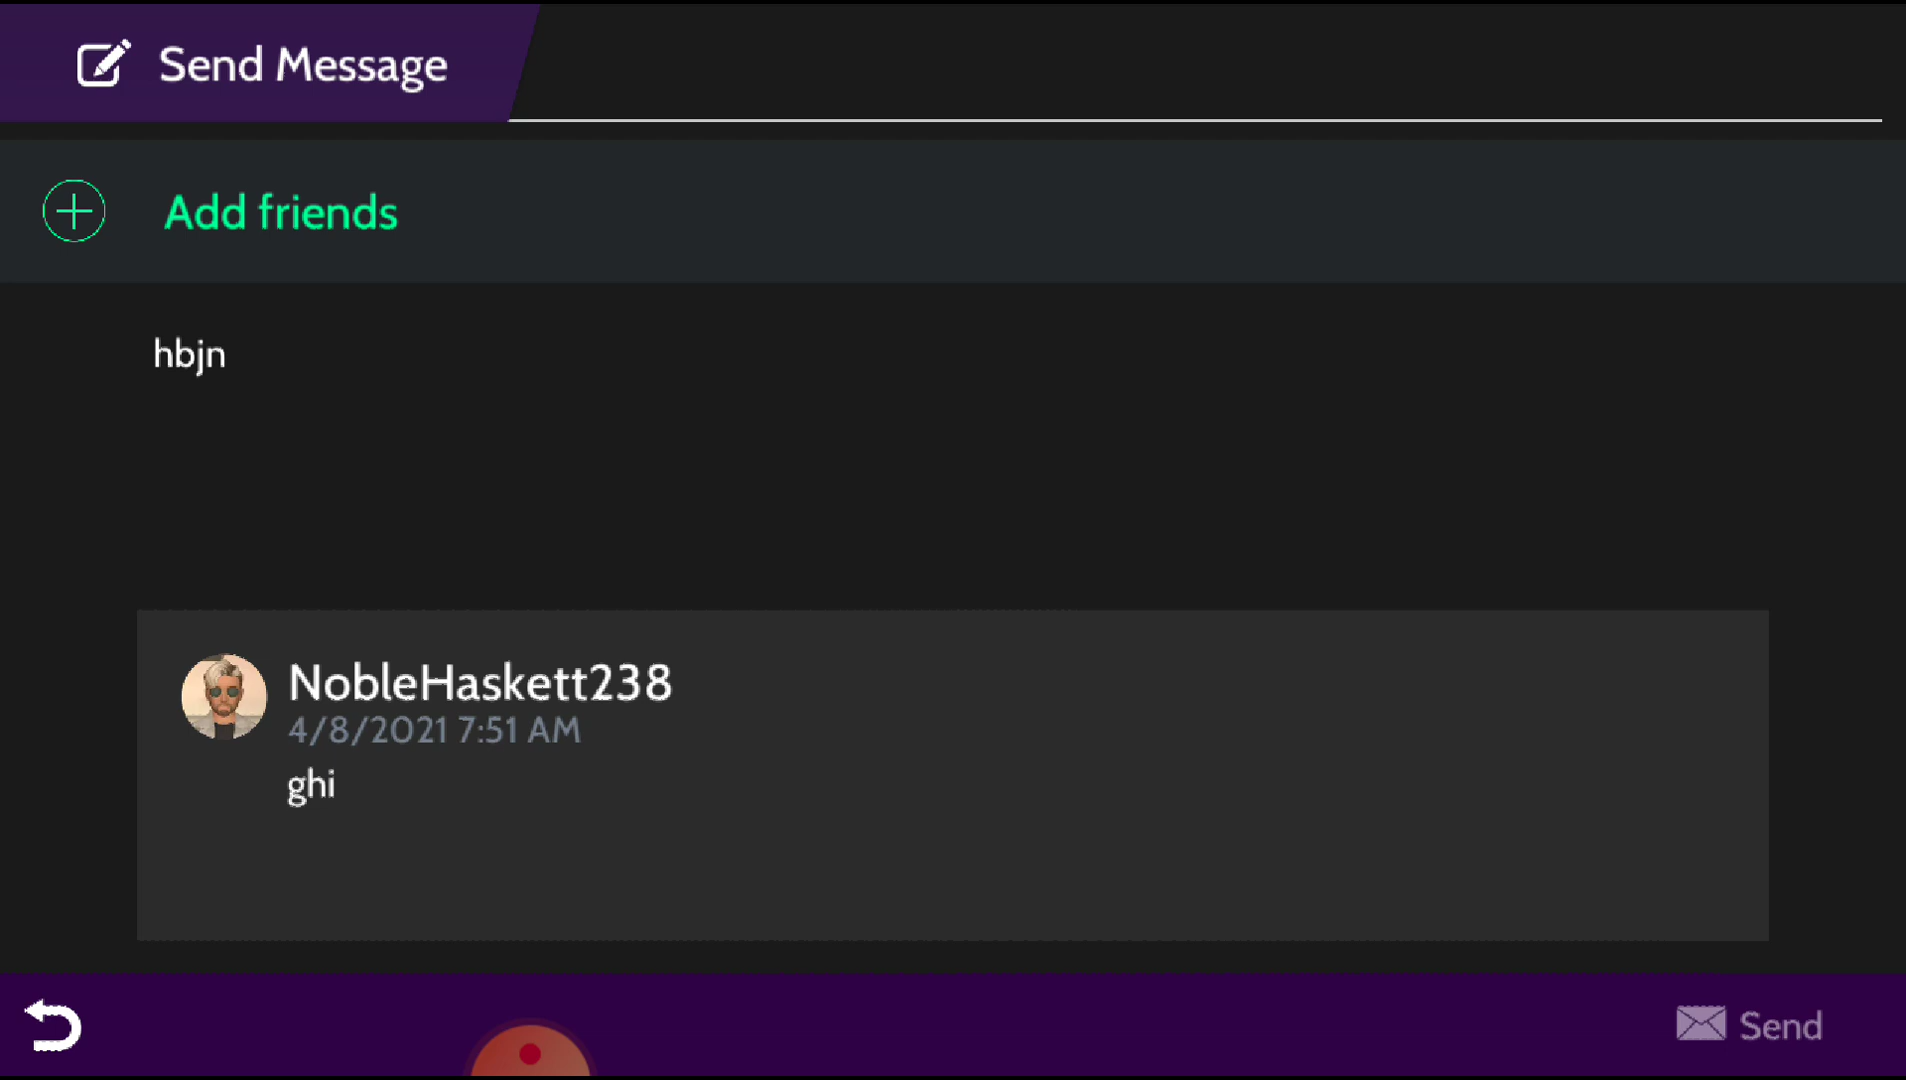 Send Message
Add friends
hbjn
NobleHaskett238
4/8/2021 7:51 AM
ghi
Send